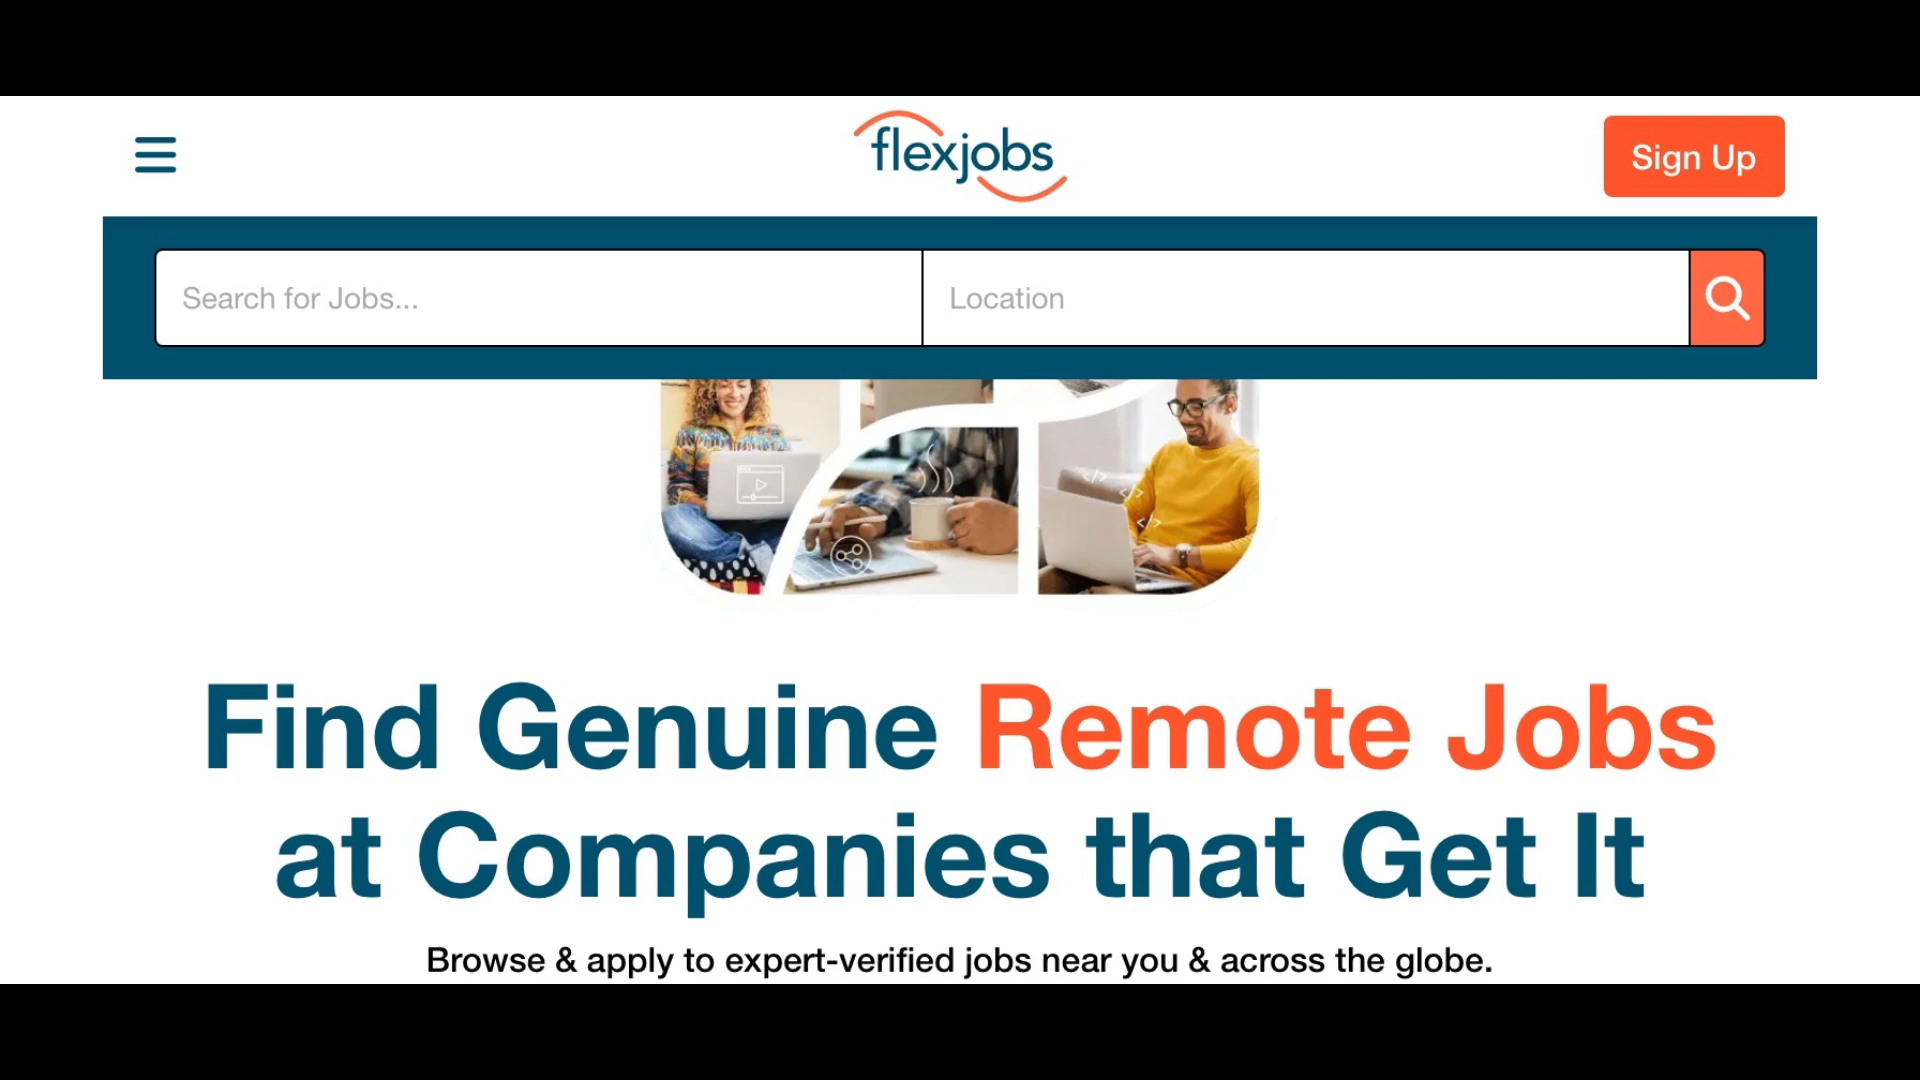 flexjobs
Sign Up
Search for Jobs...
Location
</>
</>
</>
Find Genuine Remote Jobs
at Companies that Get It
Browse & apply to expert-verified jobs near you & across the globe.